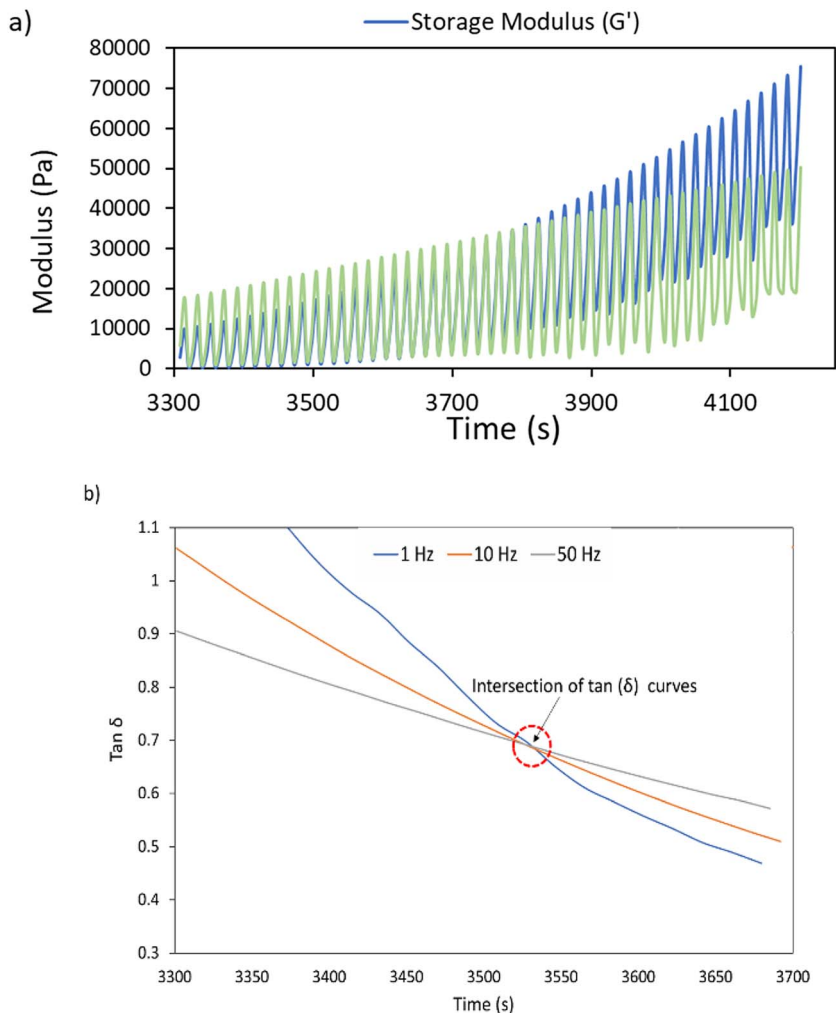 a)
Storage Modulus (G')
80000
70000
60000
50000
40000
30000
20000
10000
0
Modulus (Pa)
3300 3500 3700 3900 4100
Time (s)
b)
1.1
1
0.9
0.8
0.7
0.6
0.5
0.4
0.3
Tan δ
1 Hz 10 Hz 50 Hz
Intersection of tan (δ) curves
3300 3350 3400 3450 3500 3550 3600 3650 3700
Time (s)